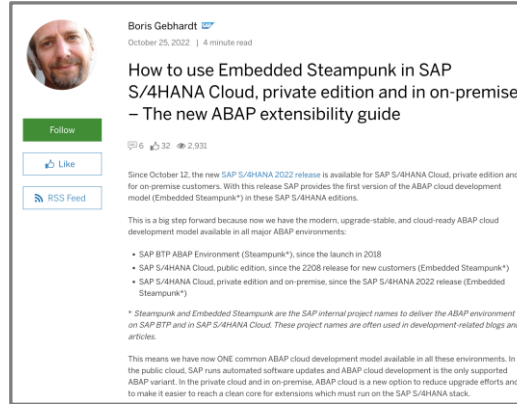 Boris Gebhardt SAP
October 25, 2022 | 4 minute read
How to use Embedded Steampunk in SAP
S/4HANA Cloud, private edition and in on-premise
– The new ABAP extensibility guide
Follow
6 32 2,931
Like
Since October 12, the new SAP S/4HANA 2022 release is available for SAP S/4HANA Cloud, private edition and
for on-premise customers. With this release SAP provides the first version of the ABAP cloud development
RSS Feed
model (Embedded Steampunk*) in these SAP S/4HANA editions.
This is a big step forward because now we have the modern, upgrade-stable, and cloud-ready ABAP cloud
development model available in all major ABAP environments:
• SAP BTP ABAP Environment (Steampunk*), since the launch in 2018
• SAP S/4HANA Cloud, public edition, since the 2208 release for new customers (Embedded Steampunk*)
• SAP S/4HANA Cloud, private edition and on-premise, since the SAP S/4HANA 2022 release (Embedded
Steampunk*)
* Steampunk and Embedded Steampunk are the SAP internal project names to deliver the ABAP environment
on SAP BTP and in SAP S/4HANA Cloud. These project names are often used in development-related blogs and
articles.
This means we have now ONE common ABAP cloud development model available in all these environments. In
the public cloud, SAP runs automated software updates and ABAP cloud development is the only supported
ABAP variant. In the private cloud and in on-premise, ABAP cloud is a new option to reduce upgrade efforts and
to make it easier to reach a clean core for extensions which must run on the SAP S/4HANA stack.